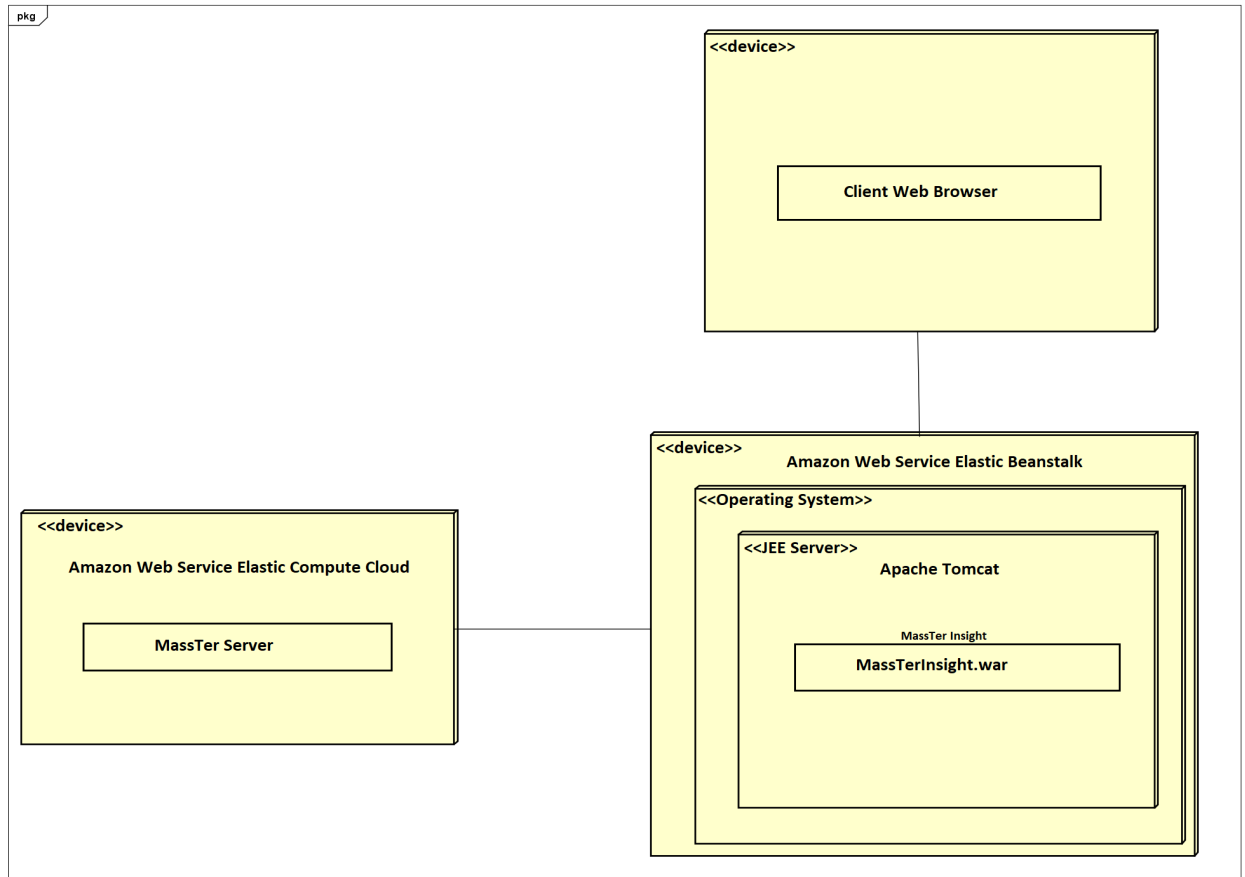 pkg
<<device>>
Client Web Browser
<<device>>
Amazon Web Service Elastic Beanstalk
<<Operating System>>
<<JEE Server>>
Apache Tomcat
MassTer Insight
MassTerInsight.war
<<device>>
Amazon Web Service Elastic Compute Cloud
MassTer Server